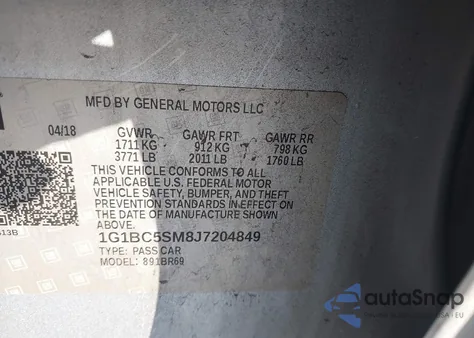 MFD BY GENERAL MOTORS LLC
04/18 GVWR GAWR FRT GAWR RR
1711 KG 912 KG 798 KG
3771 LB 2011 LB 1760 LB
THIS VEHICLE CONFORMS TO ALL
APPLICABLE U.S. FEDERAL MOTOR
VEHICLE SAFETY, BUMPER, AND THEFT
PREVENTION STANDARDS IN EFFECT ON
THE DATE OF MANUFACTURE SHOWN
ABOVE.
1G1BC5SM8J7204849
TYPE: PASS CAR
MODEL: 891BR69
autoSnap